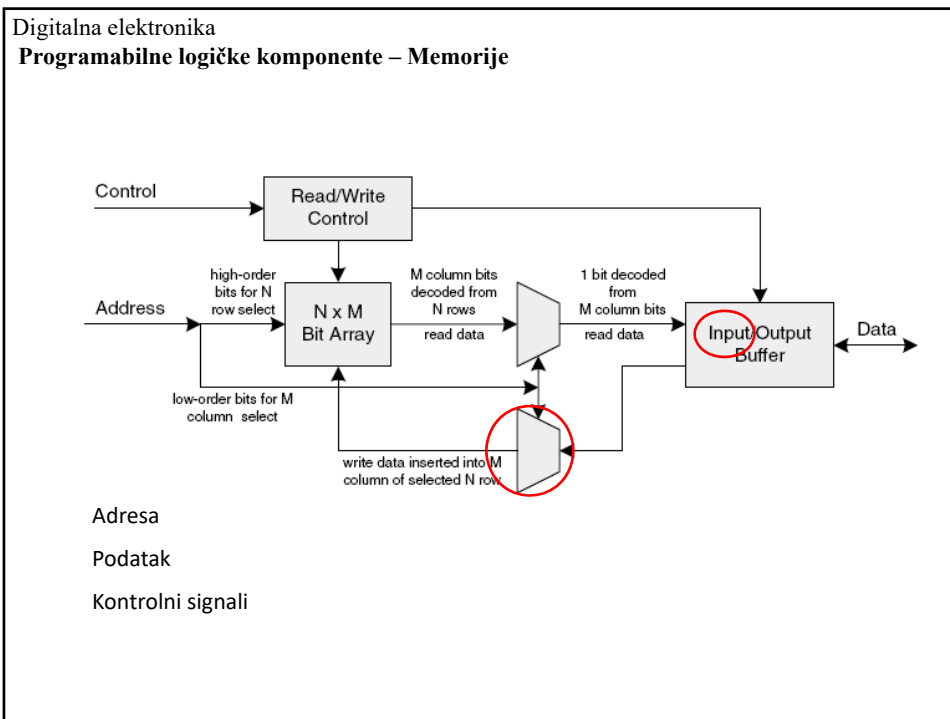 Digitalna elektronika
Programabilne logičke komponente – Memorije
Control
Read/Write
Control
high-order
bits for N
row select
M column bits
decoded from
N rows
1 bit decoded
from
M column bits
Address
N x M
Bit Array
read data
read data
Input/Output
Buffer
Data
low-order bits for M
column select
write data inserted into M
column of selected N row
Adresa
Podatak
Kontrolni signali